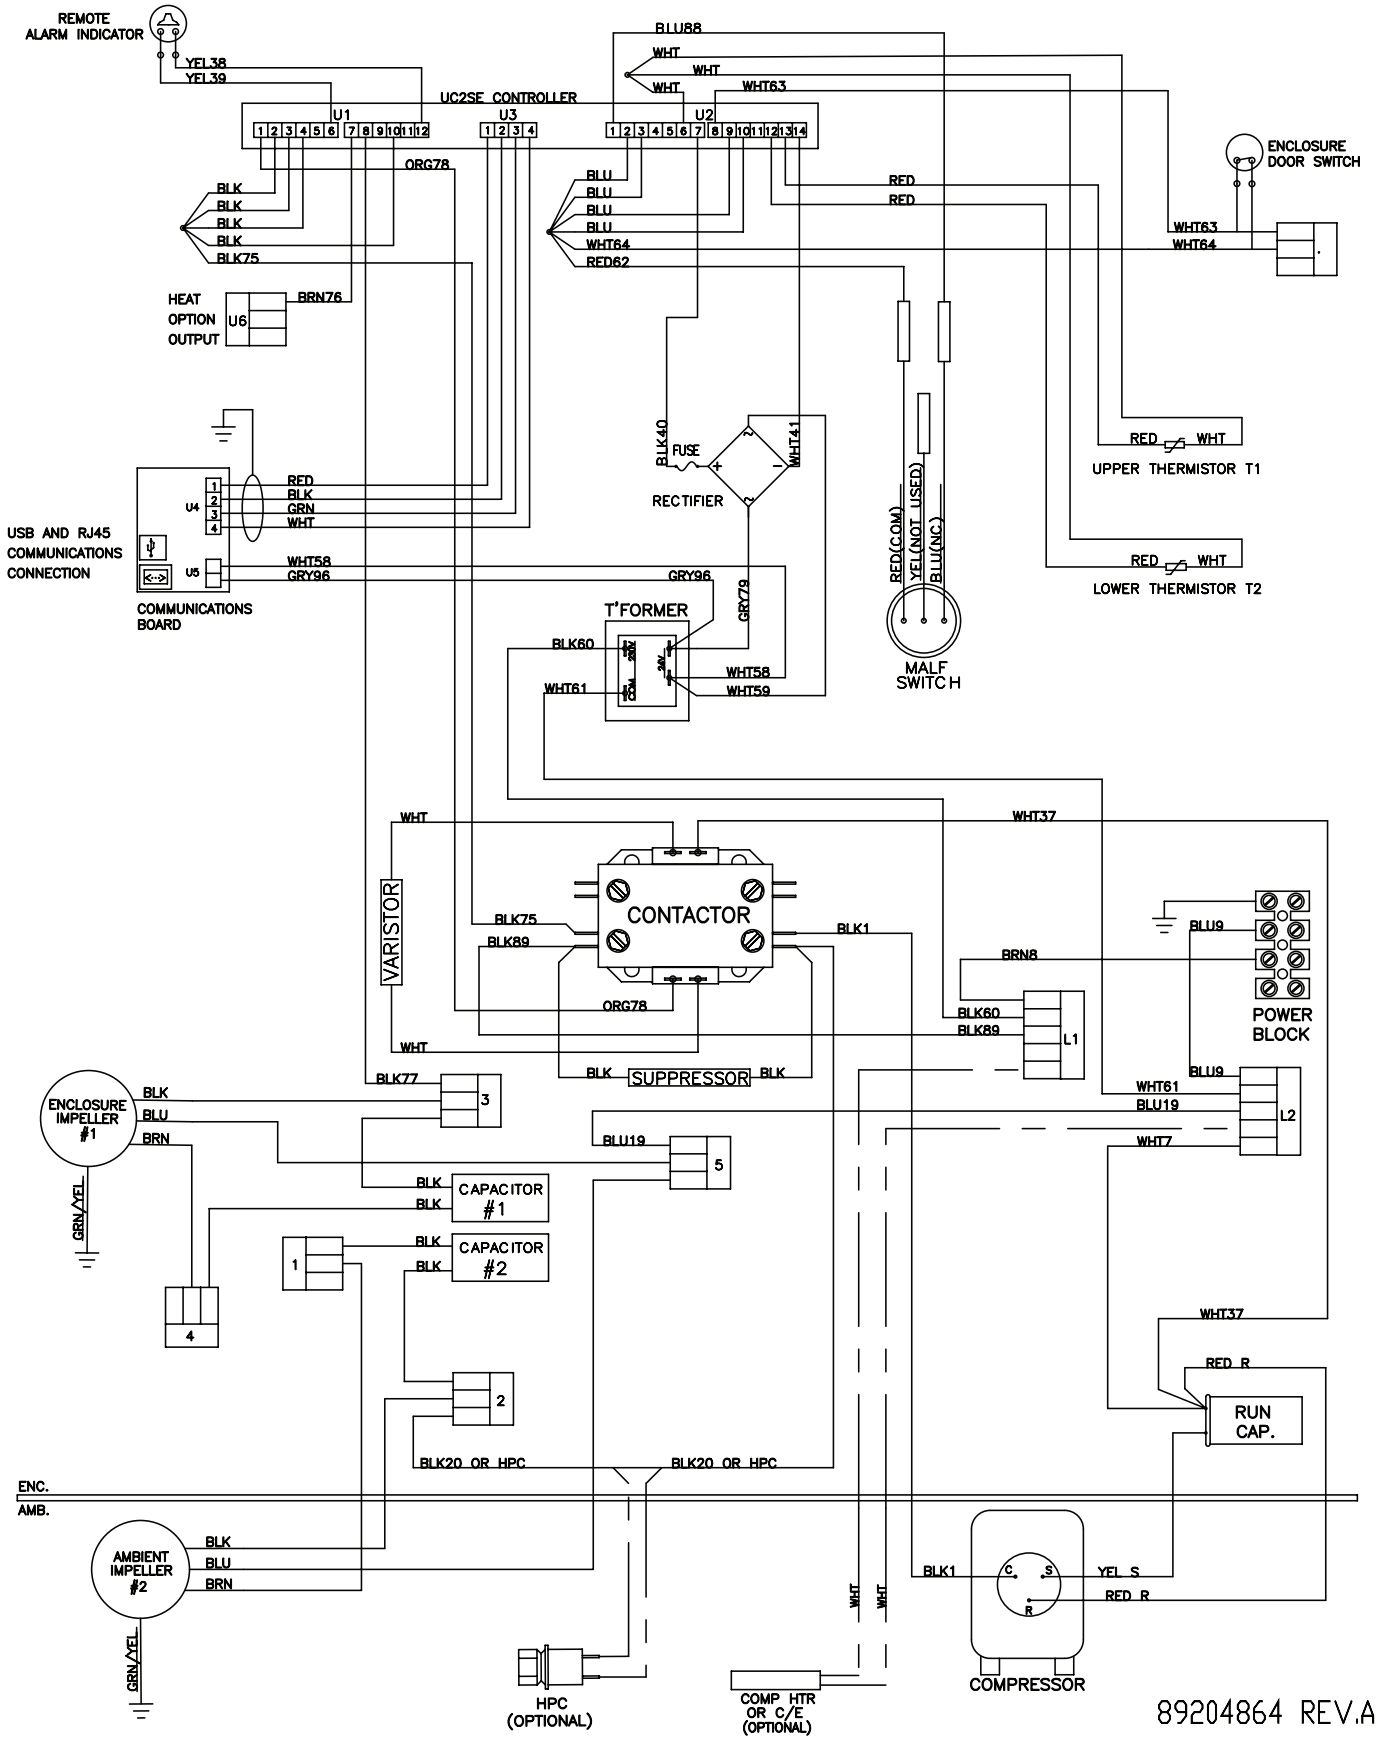 REMOTE
ALARM INDICATOR
YEL38
YEL39
BLU88
WHT
WHT
WHT
WHT63
UC2SE CONTROLLER
U1
U3
U2
1 2 3 4 5 6 7 8 9 10 11 12
1 2 3 4
1 2 3 4 5 6 7 8 9 10 11 12 13 14
ENCLOSURE
DOOR SWITCH
ORG78
BLK
BLK
BLK
BLK
BLK75
BLU
BLU
BLU
BLU
WHT64
RED62
RED
RED
WHT63
WHT64
HEAT
OPTION
OUTPUT
U6
BRN76
BLK40
FUSE
+
~
-
~
WHT41
RECTIFIER
RED WHT
UPPER THERMISTOR T1
RED(COM)
YEL(NOT USED)
BLU(NC)
RED WHT
LOWER THERMISTOR T2
1
2
3
4
U4
RED
BLK
GRN
WHT
USB AND RJ45
COMMUNICATIONS
CONNECTION
U5
WHT58
GRY96
COMMUNICATIONS
BOARD
GRY96
GRY79
T'FORMER
BLK60
230V
24V
COM
WHT61
WHT58
WHT59
MALF
SWITCH
WHT
WHT37
VARISTOR
CONTACTOR
BLK75
BLK89
BLK1
BLU9
BRN8
POWER
BLOCK
ORG78
BLK60
BLK89
L1
WHT
BLK
SUPPRESSOR
BLK
BLK77
BLU9
WHT61
BLU19
WHT7
L2
ENCLOSURE
IMPELLER
#1
BLK
BLU
BRN
3
BLU19
5
GRN/YEL
BLK
BLK
CAPACITOR
#1
1
BLK
BLK
CAPACITOR
#2
4
WHT37
RED R
2
RUN
CAP.
BLK20 OR HPC
BLK20 OR HPC
ENC.
AMB.
AMBIENT
IMPELLER
#2
BLK
BLU
BRN
GRN/YEL
WHT
WHT
BLK1
C
S
R
YEL S
RED R
COMPRESSOR
HPC
(OPTIONAL)
COMP HTR
OR C/E
(OPTIONAL)
89204864 REV.A